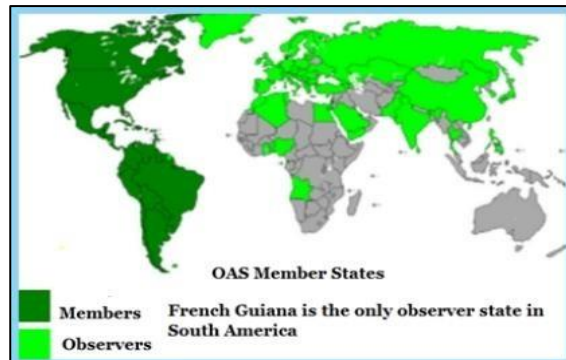 OAS Member States
Members
French Guiana is the only observer state in
South America
Observers